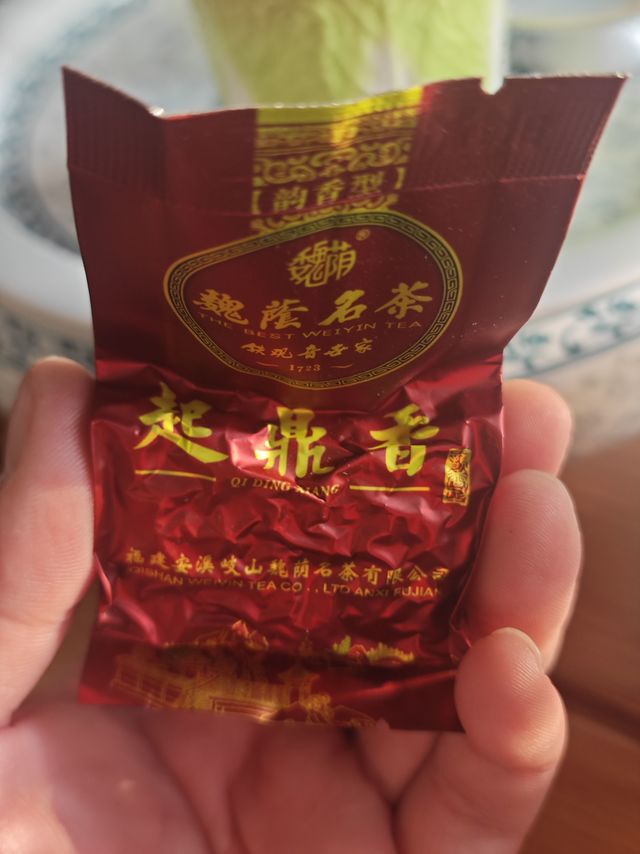 【韵香型】
魏荫®
魏蔭名茶
THE BEST WEIYIN TEA
铁观音世家
1723
起鼎香
QI DING XIANG
福建安溪岐山魏荫名茶有限公司
QISHAN WEIYIN TEA CO., LTD ANXI FUJIAN